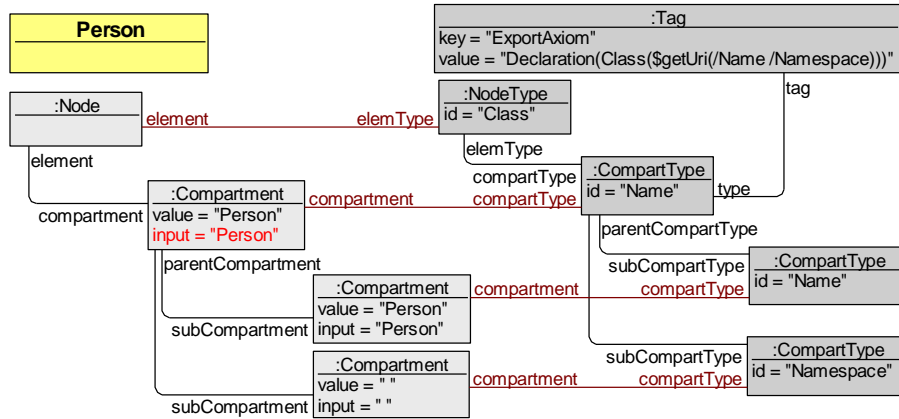 Person
:Tag
key = "ExportAxiom"
value = "Declaration(Class($getUri(/Name /Namespace)))"
tag
:Node
element
elemType
:NodeType
id = "Class"
element
elemType
compartType
compartment
:Compartment
value = "Person"
input = "Person"
compartment
compartType
:CompartType
id = "Name"
type
parentCompartment
parentCompartType
subCompartType
subCompartment
:Compartment
value = "Person"
input = "Person"
compartment
compartType
:CompartType
id = "Name"
subCompartType
subCompartment
:Compartment
value = " "
input = " "
compartment
compartType
:CompartType
id = "Namespace"